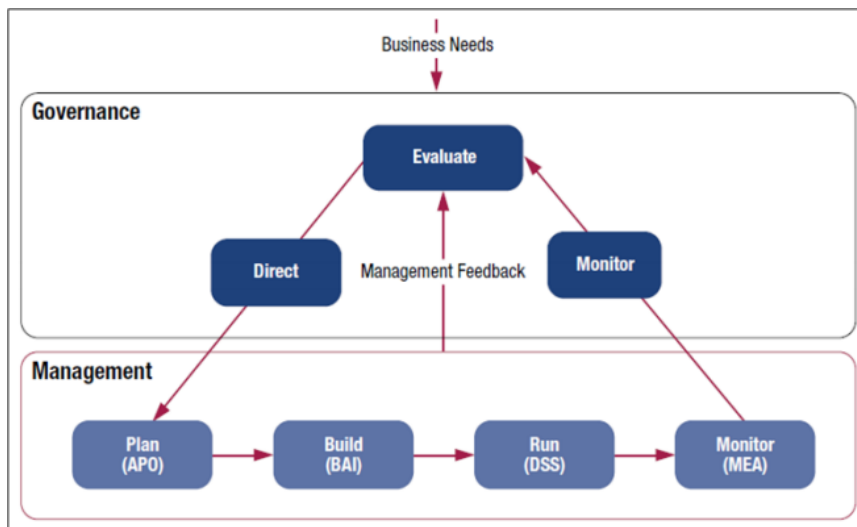 Business Needs
Governance
Evaluate
Direct
Management Feedback
Monitor
Management
Plan
(APO)
Build
(BAI)
Run
(DSS)
Monitor
(MEA)